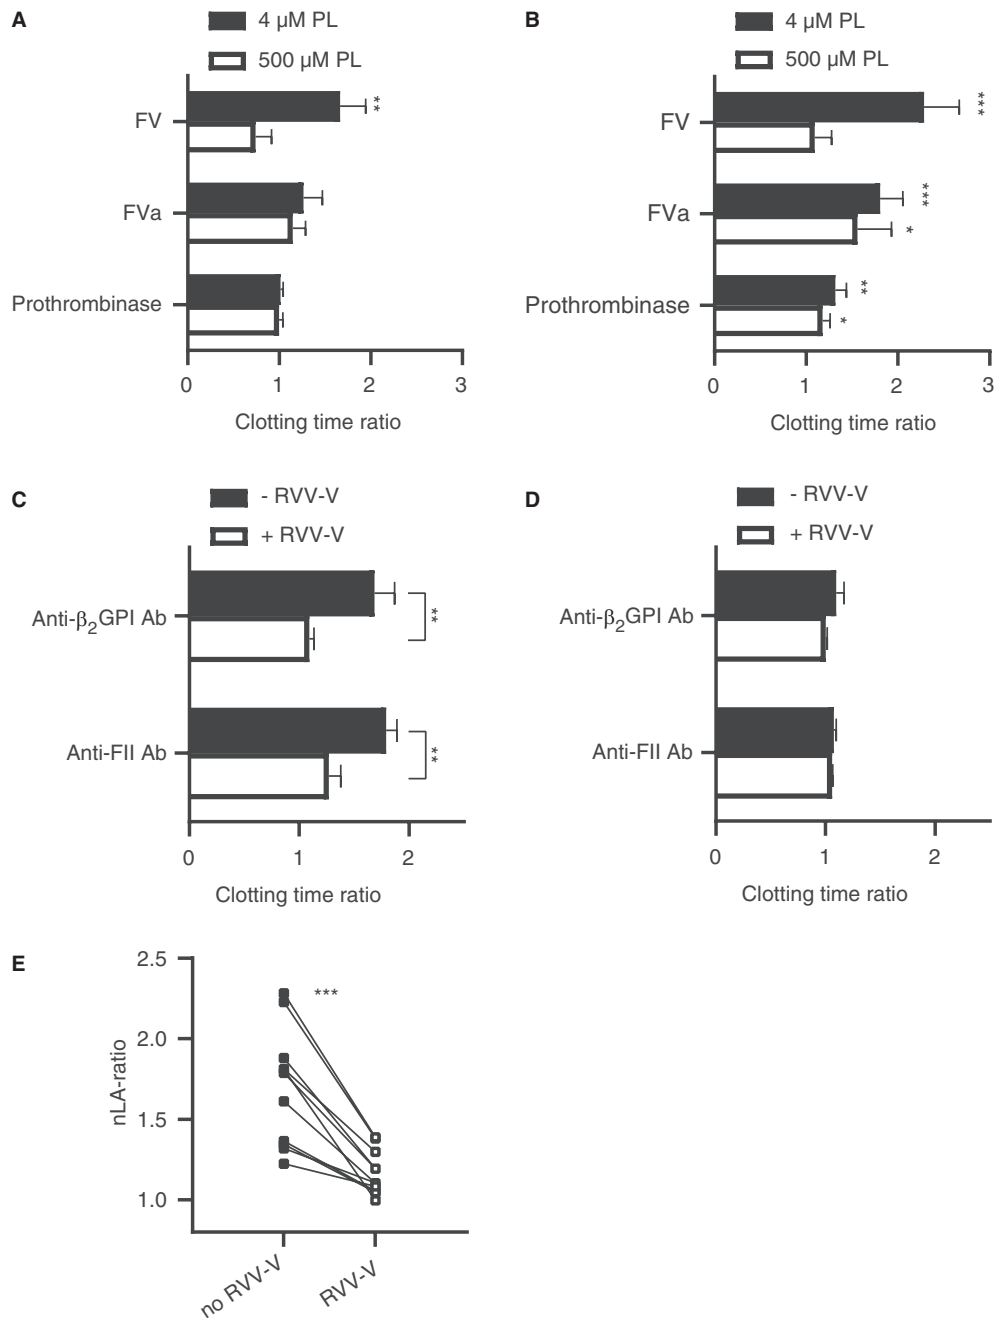 A
4 µM PL
500 µM PL
FV
**
FVa
Prothrombinase
0 1 2 3
Clotting time ratio
B
4 µM PL
500 µM PL
FV
***
FVa
***
*
Prothrombinase
**
*
0 1 2 3
Clotting time ratio
C
- RVV-V
+ RVV-V
Anti-β2GPI Ab
**
Anti-FII Ab
**
0 1 2
Clotting time ratio
D
- RVV-V
+ RVV-V
Anti-β2GPI Ab
Anti-FII Ab
0 1 2
Clotting time ratio
E
nLA-ratio
2.5
2.0
1.5
1.0
***
no RVV-V
RVV-V